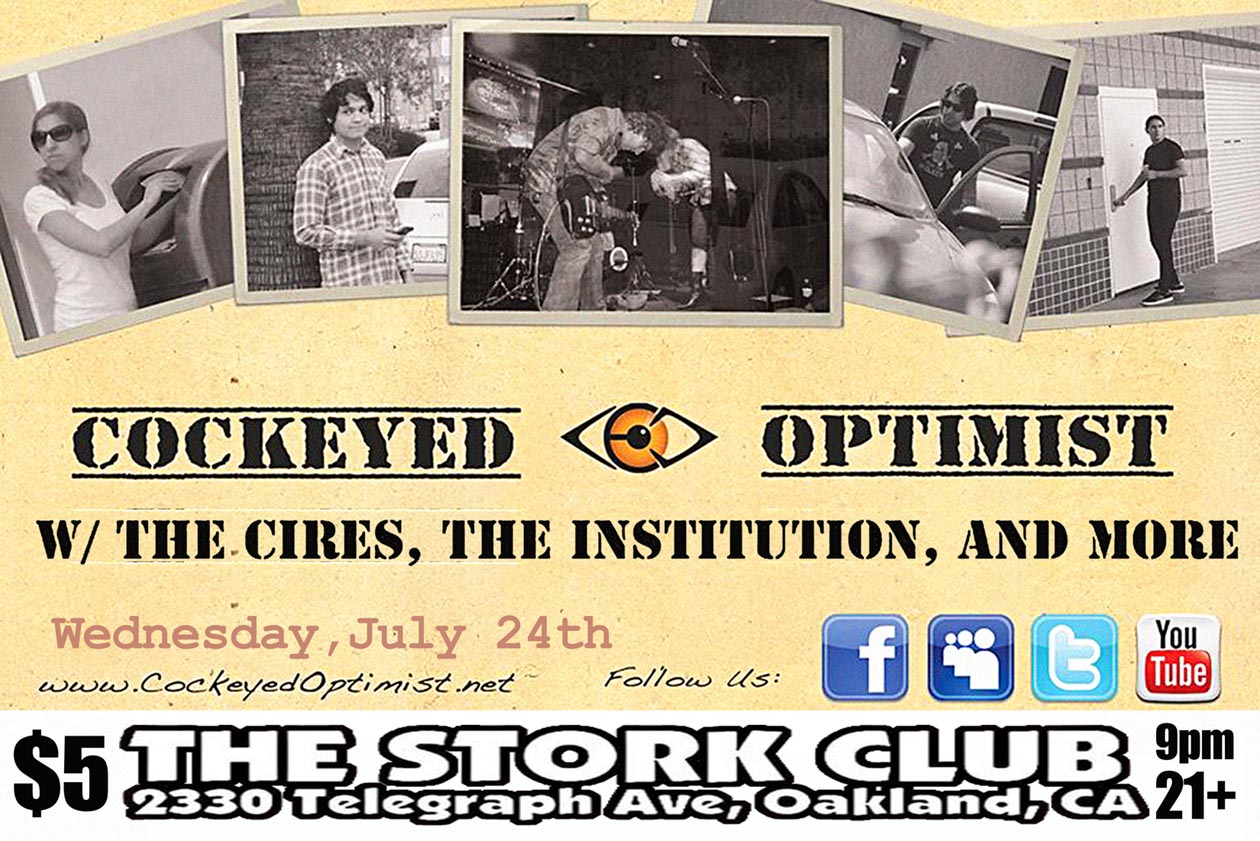 COCKEYED OPTIMIST
W/ THE CIRES, THE INSTITUTION, AND MORE
Wednesday,July 24th
www.CockeyedOptimist.net
Follow Us:
f
t
You
Tube
$5
THE STORK CLUB
2330 Telegraph Ave, Oakland, CA
9pm
21+